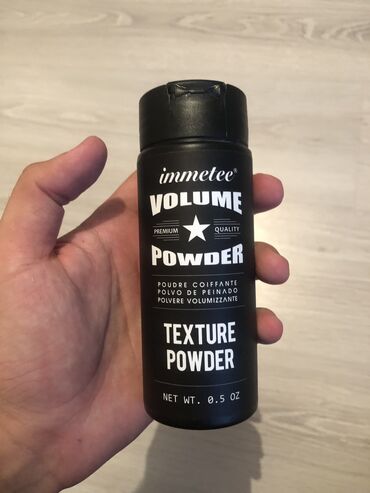 immetee®
VOLUME
PREMIUM QUALITY
POWDER
POUDRE COIFFANTE
POLVO DE PEINADO
POLVERE VOLUMIZZANTE
TEXTURE
POWDER
NET WT. 0.5 OZ